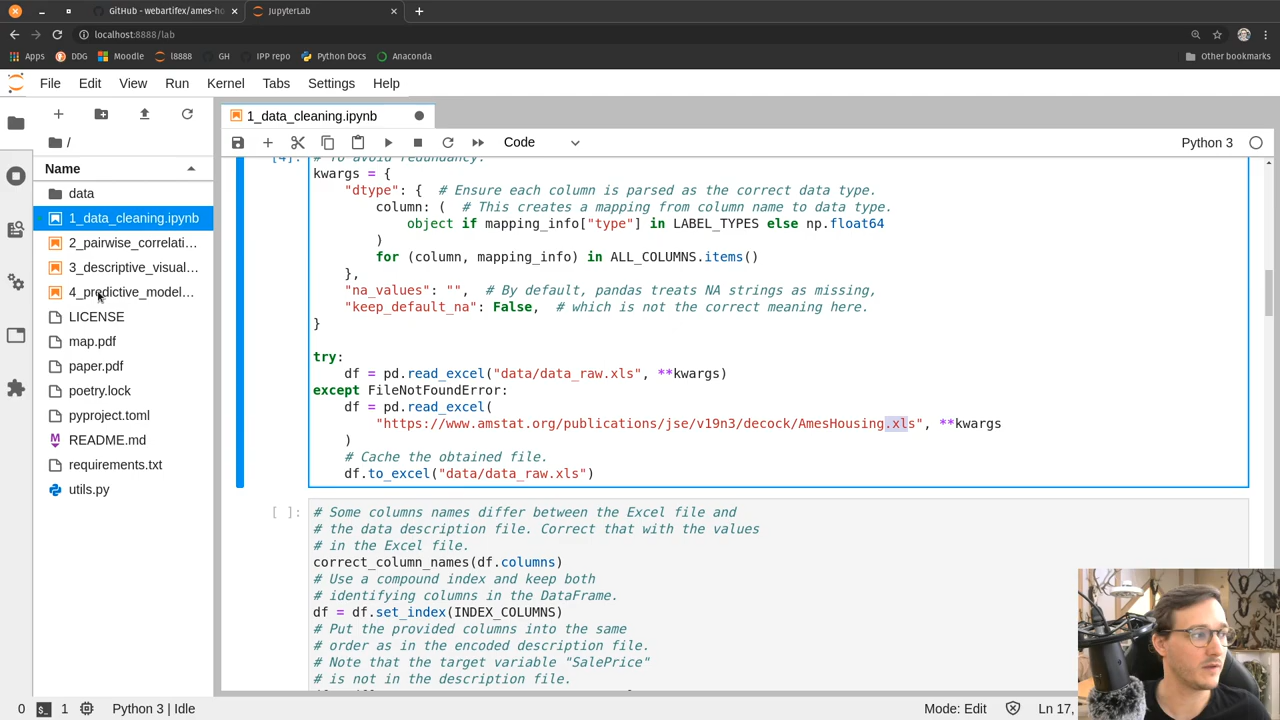 GitHub - webartifex/ames-ho
JupyterLab
localhost:8888/lab
Apps
DDG
Moodle
l8888
GH
IPP repo
Python Docs
Anaconda
Other bookmarks
File
Edit
View
Run
Kernel
Tabs
Settings
Help
/
Name
data
1_data_cleaning.ipynb
2_pairwise_correlati…
3_descriptive_visual…
4_predictive_model…
LICENSE
map.pdf
paper.pdf
poetry.lock
pyproject.toml
README.md
requirements.txt
utils.py
1_data_cleaning.ipynb
Code
Python 3
[4]:
# To avoid redundancy.
kwargs = {
"dtype": {  # Ensure each column is parsed as the correct data type.
column: (  # This creates a mapping from column name to data type.
object if mapping_info["type"] in LABEL_TYPES else np.float64
)
for (column, mapping_info) in ALL_COLUMNS.items()
},
"na_values": "",  # By default, pandas treats NA strings as missing,
"keep_default_na": False,  # which is not the correct meaning here.
}
try:
df = pd.read_excel("data/data_raw.xls", **kwargs)
except FileNotFoundError:
df = pd.read_excel(
"https://www.amstat.org/publications/jse/v19n3/decock/AmesHousing.xls", **kwargs
)
# Cache the obtained file.
df.to_excel("data/data_raw.xls")
[ ]:
# Some columns names differ between the Excel file and
# the data description file. Correct that with the values
# in the Excel file.
correct_column_names(df.columns)
# Use a compound index and keep both
# identifying columns in the DataFrame.
df = df.set_index(INDEX_COLUMNS)
# Put the provided columns into the same
# order as in the encoded description file.
# Note that the target variable "SalePrice"
# is not in the description file.
0
1
Python 3 | Idle
Mode: Edit
Ln 17,